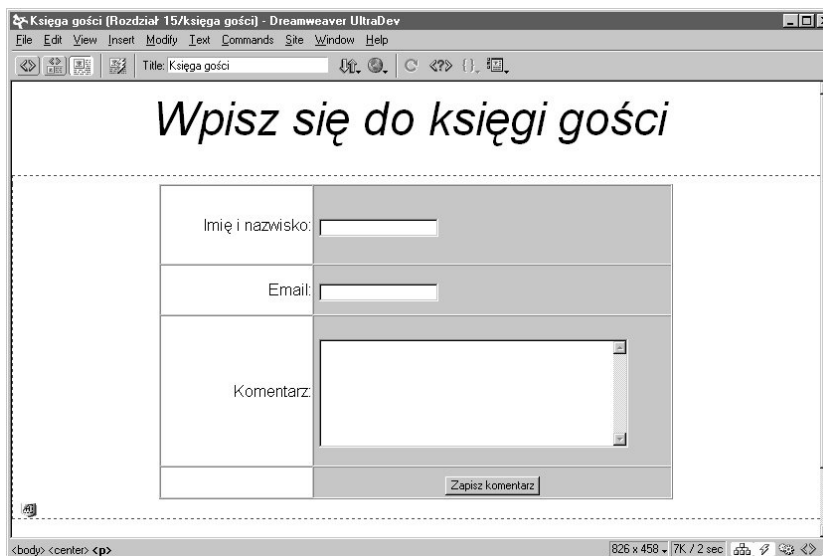 Księga gości (Rozdział 15/księga gości) - Dreamweaver UltraDev
File Edit View Insert Modify Text Commands Site Window Help
Title: Księga gości
Wpisz się do księgi gości
Imię i nazwisko:
Email:
Komentarz:
Zapisz komentarz
<body> <center> <p> 826 x 458 7K / 2 sec